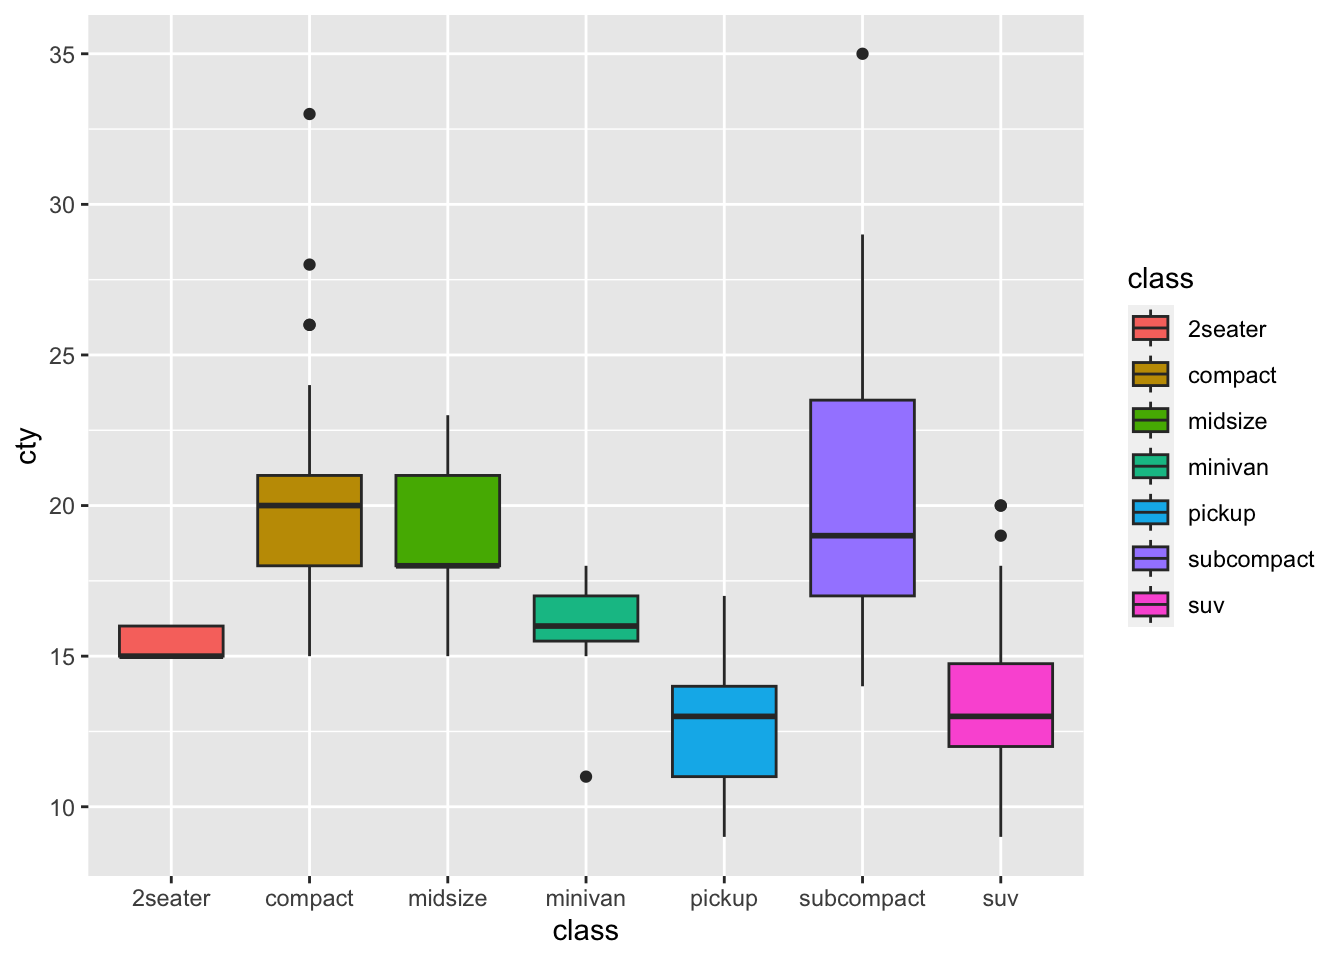 35
30
25
20
15
10
cty
2seater compact midsize minivan pickup subcompact suv
class
class
2seater
compact
midsize
minivan
pickup
subcompact
suv